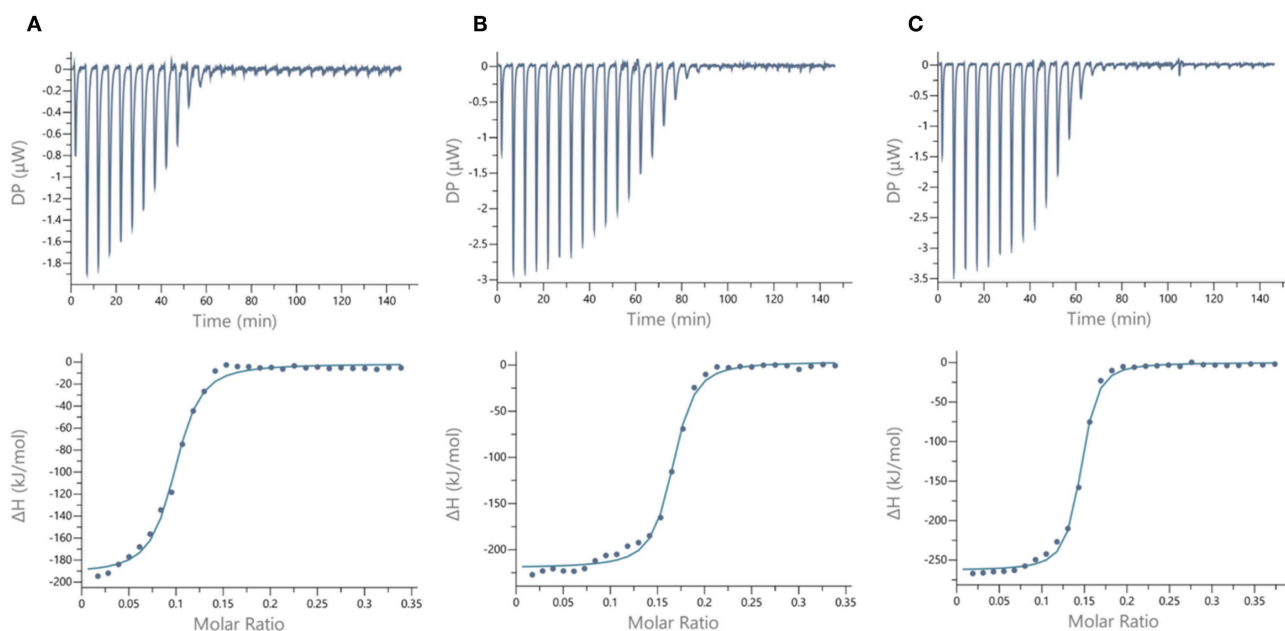 A
B
C
0
-0.2
-0.4
-0.6
-0.8
-1
-1.2
-1.4
-1.6
-1.8
DP (µW)
0 20 40 60 80 100 120 140
Time (min)
0
-0.5
-1
-1.5
-2
-2.5
-3
DP (µW)
0 20 40 60 80 100 120 140
Time (min)
0
-0.5
-1
-1.5
-2
-2.5
-3
-3.5
DP (µW)
0 20 40 60 80 100 120 140
Time (min)
0
-20
-40
-60
-80
-100
-120
-140
-160
-180
-200
ΔH (kJ/mol)
0 0.05 0.1 0.15 0.2 0.25 0.3 0.35
Molar Ratio
0
-50
-100
-150
-200
ΔH (kJ/mol)
0 0.05 0.1 0.15 0.2 0.25 0.3 0.35
Molar Ratio
0
-50
-100
-150
-200
-250
ΔH (kJ/mol)
0 0.05 0.1 0.15 0.2 0.25 0.3 0.35
Molar Ratio